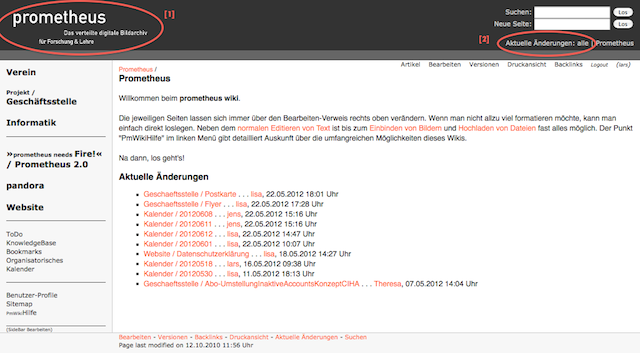 prometheus [1]
Das verteilte digitale Bildarchiv
für Forschung & Lehre
Suchen: Los
Neue Seite: Los
[2] Aktuelle Änderungen: alle | Prometheus
Artikel Bearbeiten Versionen Druckansicht Backlinks Logout (lars)
Verein
Projekt /
Geschäftsstelle
Informatik
»prometheus needs Fire!«
/ Prometheus 2.0
pandora
Website
ToDo
KnowledgeBase
Bookmarks
Organisatorisches
Kalender
Benutzer-Profile
Sitemap
PmWikiHilfe
(SideBar Bearbeiten)
Prometheus /
Prometheus
Willkommen beim prometheus wiki.
Die jeweiligen Seiten lassen sich immer über den Bearbeiten-Verweis rechts oben verändern. Wenn man nicht allzu viel formatieren möchte, kann man
einfach direkt loslegen. Neben dem normalen Editieren von Text ist bis zum Einbinden von Bildern und Hochladen von Dateien fast alles möglich. Der Punkt
"PmWikiHilfe" im linken Menü gibt detailliert Auskunft über die umfangreichen Möglichkeiten dieses Wikis.
Na dann, los geht's!
Aktuelle Änderungen
Geschaeftsstelle / Postkarte . . . lisa, 22.05.2012 18:01 Uhr
Geschaeftsstelle / Flyer . . . lisa, 22.05.2012 17:28 Uhr
Kalender / 20120608 . . . jens, 22.05.2012 15:16 Uhr
Kalender / 20120611 . . . jens, 22.05.2012 15:16 Uhr
Kalender / 20120612 . . . lisa, 22.05.2012 14:47 Uhr
Kalender / 20120601 . . . lisa, 22.05.2012 10:07 Uhr
Website / Datenschutzerklärung . . . lisa, 18.05.2012 14:27 Uhr
Kalender / 20120518 . . . lars, 16.05.2012 09:38 Uhr
Kalender / 20120530 . . . lisa, 11.05.2012 18:13 Uhr
Geschaeftsstelle / Abo-UmstellungInaktiveAccountsKonzeptCIHA . . . Theresa, 07.05.2012 14:04 Uhr
Bearbeiten - Versionen - Backlinks - Druckansicht - Aktuelle Änderungen - Suchen
Page last modified on 12.10.2010 11:56 Uhr